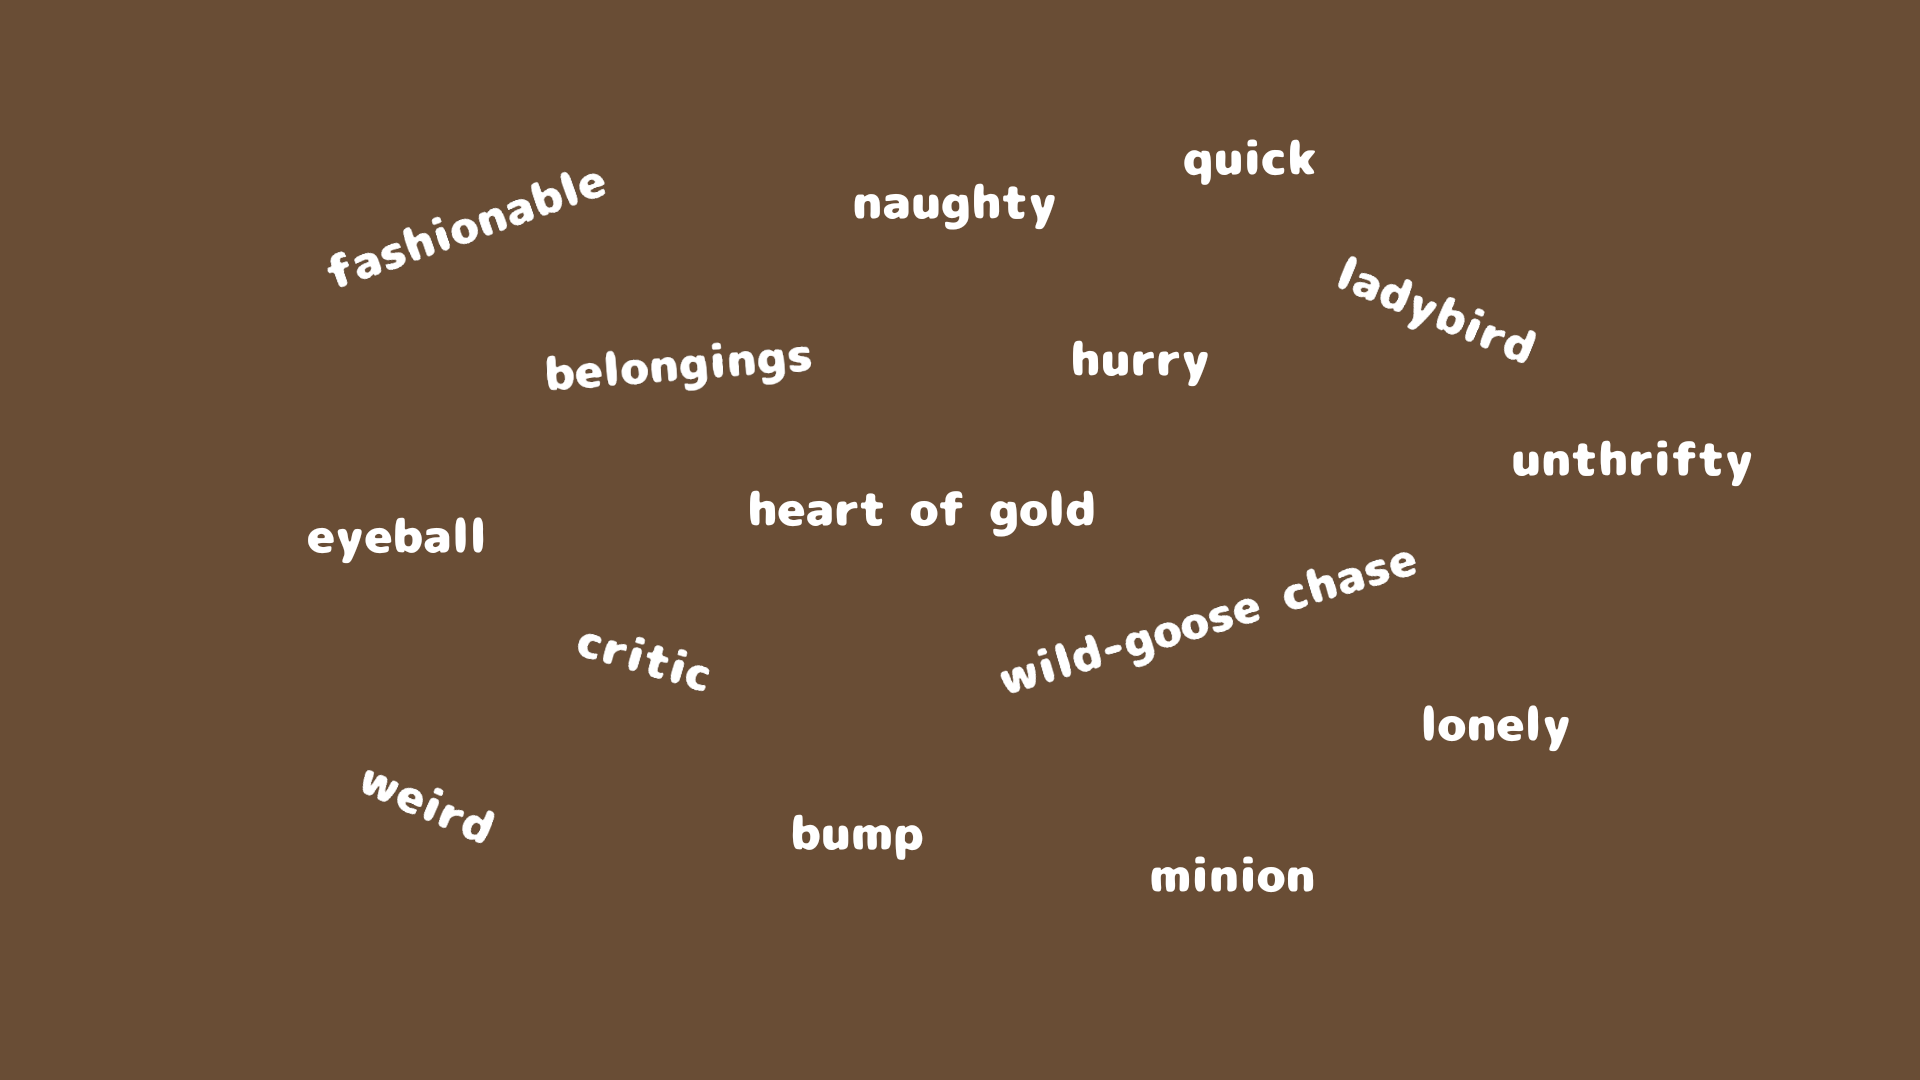 quick
fashionable
naughty
ladybird
belongings
hurry
unthrifty
heart of gold
eyeball
wild-goose chase
critic
lonely
weird
bump
minion